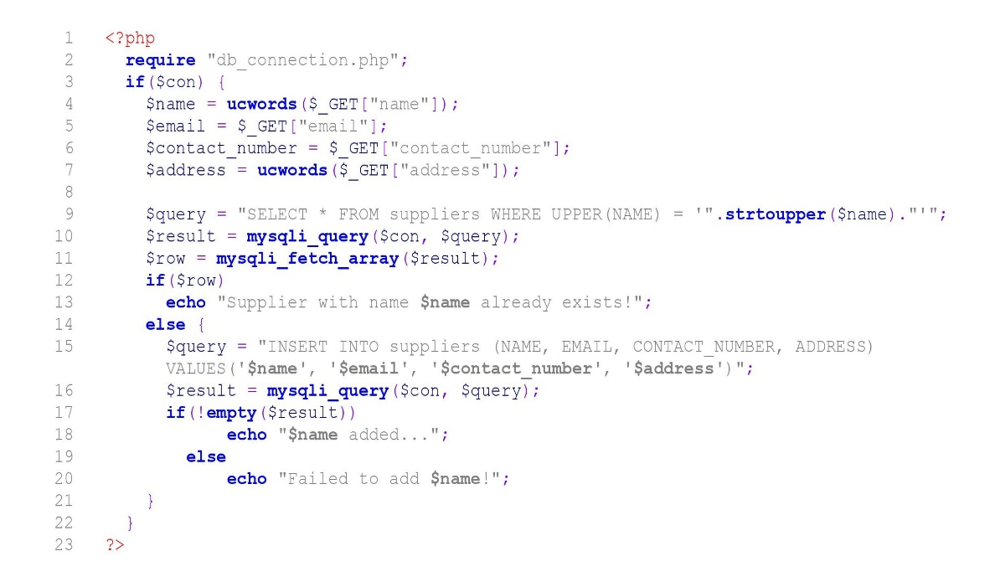 1 <?php
2 require "db_connection.php";
3 if($con) {
4 $name = ucwords($_GET["name"]);
5 $email = $_GET["email"];
6 $contact_number = $_GET["contact_number"];
7 $address = ucwords($_GET["address"]);
8
9 $query = "SELECT * FROM suppliers WHERE UPPER(NAME) = '".strtoupper($name)."'";
10 $result = mysqli_query($con, $query);
11 $row = mysqli_fetch_array($result);
12 if($row)
13 echo "Supplier with name $name already exists!";
14 else {
15 $query = "INSERT INTO suppliers (NAME, EMAIL, CONTACT_NUMBER, ADDRESS)
VALUES('$name', '$email', '$contact_number', '$address')";
16 $result = mysqli_query($con, $query);
17 if(!empty($result))
18 echo "$name added...";
19 else
20 echo "Failed to add $name!";
21 }
22 }
23 ?>